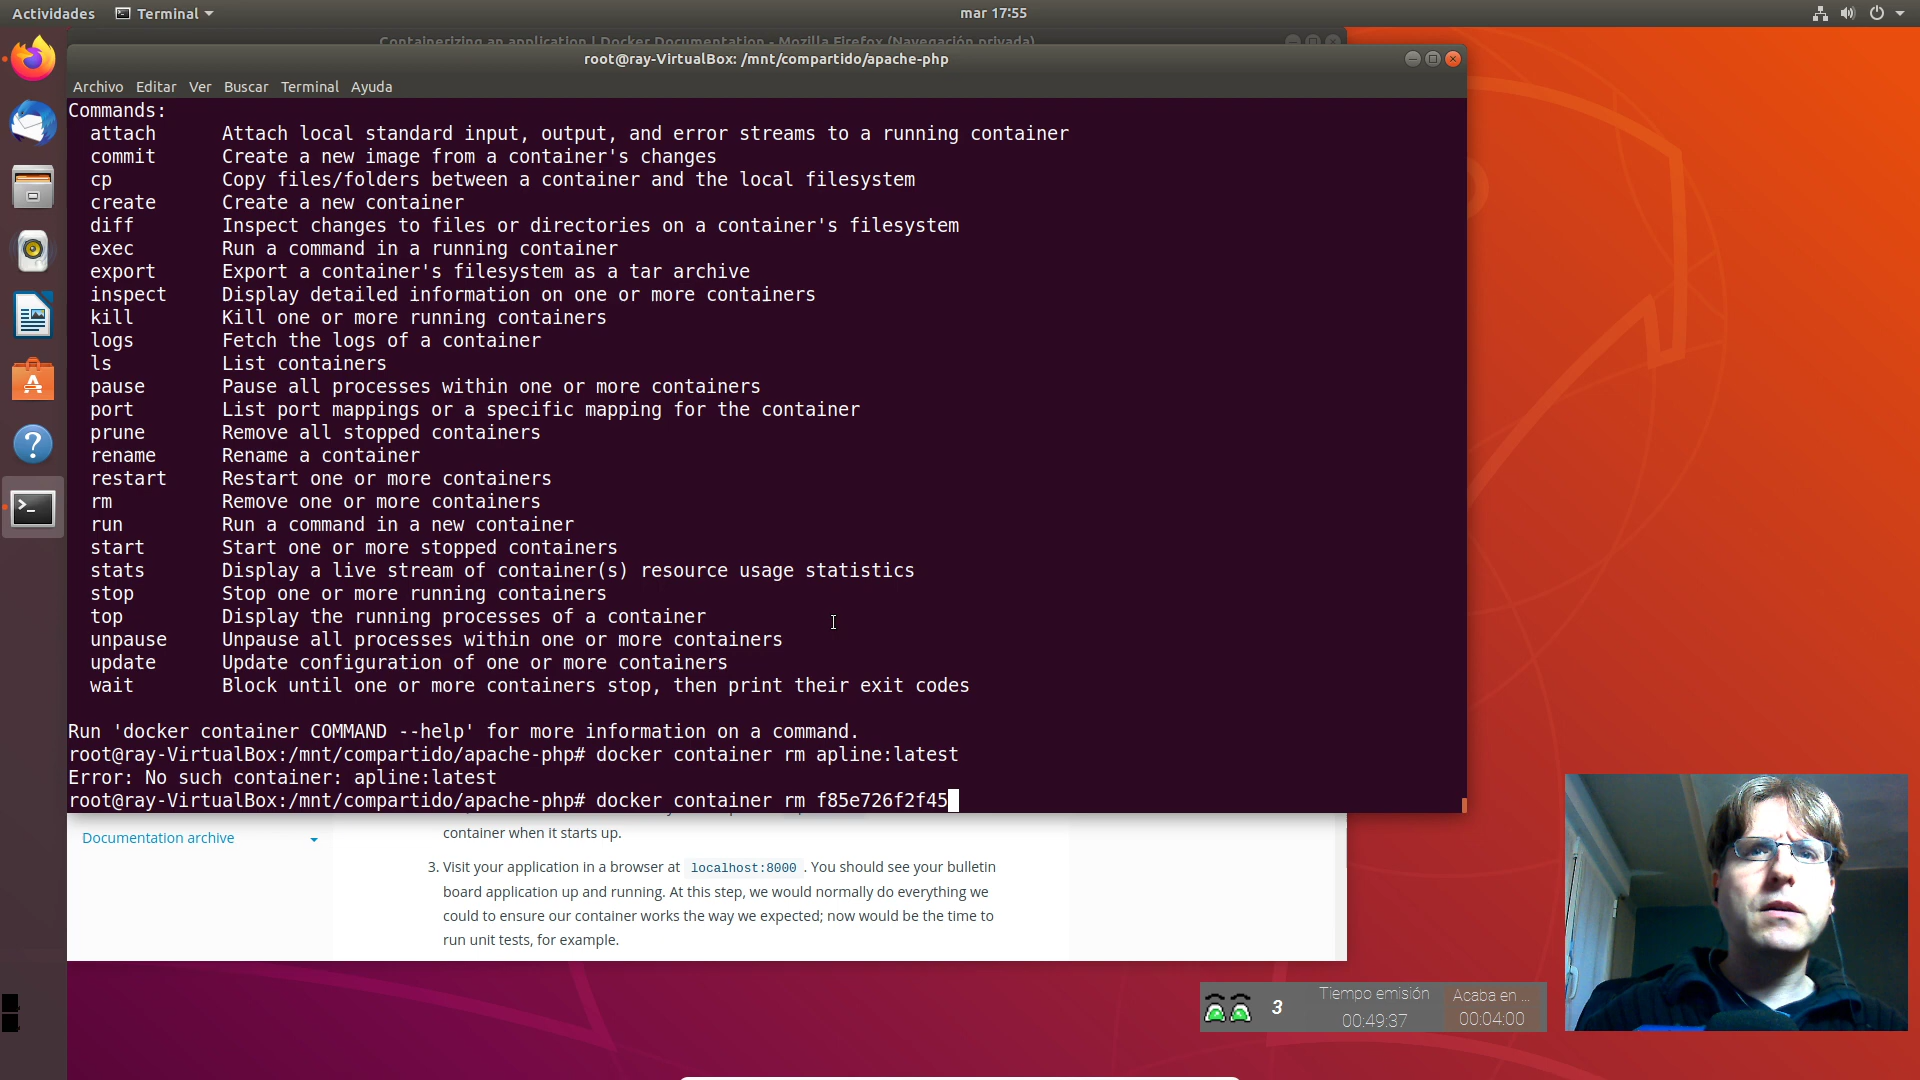 Actividades
Terminal
mar 17:55
Containerizing an application | Docker Documentation - Mozilla Firefox (Navegación privada)
root@ray-VirtualBox: /mnt/compartido/apache-php
Archivo Editar Ver Buscar Terminal Ayuda
Commands:
attach Attach local standard input, output, and error streams to a running container
commit Create a new image from a container's changes
cp Copy files/folders between a container and the local filesystem
create Create a new container
diff Inspect changes to files or directories on a container's filesystem
exec Run a command in a running container
export Export a container's filesystem as a tar archive
inspect Display detailed information on one or more containers
kill Kill one or more running containers
logs Fetch the logs of a container
ls List containers
pause Pause all processes within one or more containers
port List port mappings or a specific mapping for the container
prune Remove all stopped containers
rename Rename a container
restart Restart one or more containers
rm Remove one or more containers
run Run a command in a new container
start Start one or more stopped containers
stats Display a live stream of container(s) resource usage statistics
stop Stop one or more running containers
top Display the running processes of a container
unpause Unpause all processes within one or more containers
update Update configuration of one or more containers
wait Block until one or more containers stop, then print their exit codes
Run 'docker container COMMAND --help' for more information on a command.
root@ray-VirtualBox:/mnt/compartido/apache-php# docker container rm apline:latest
Error: No such container: apline:latest
root@ray-VirtualBox:/mnt/compartido/apache-php# docker container rm f85e726f2f45
Documentation archive
container when it starts up.
3. Visit your application in a browser at localhost:8000 . You should see your bulletin
board application up and running. At this step, we would normally do everything we
could to ensure our container works the way we expected; now would be the time to
run unit tests, for example.
3
Tiempo emisión
00:49:37
Acaba en ...
00:04:00